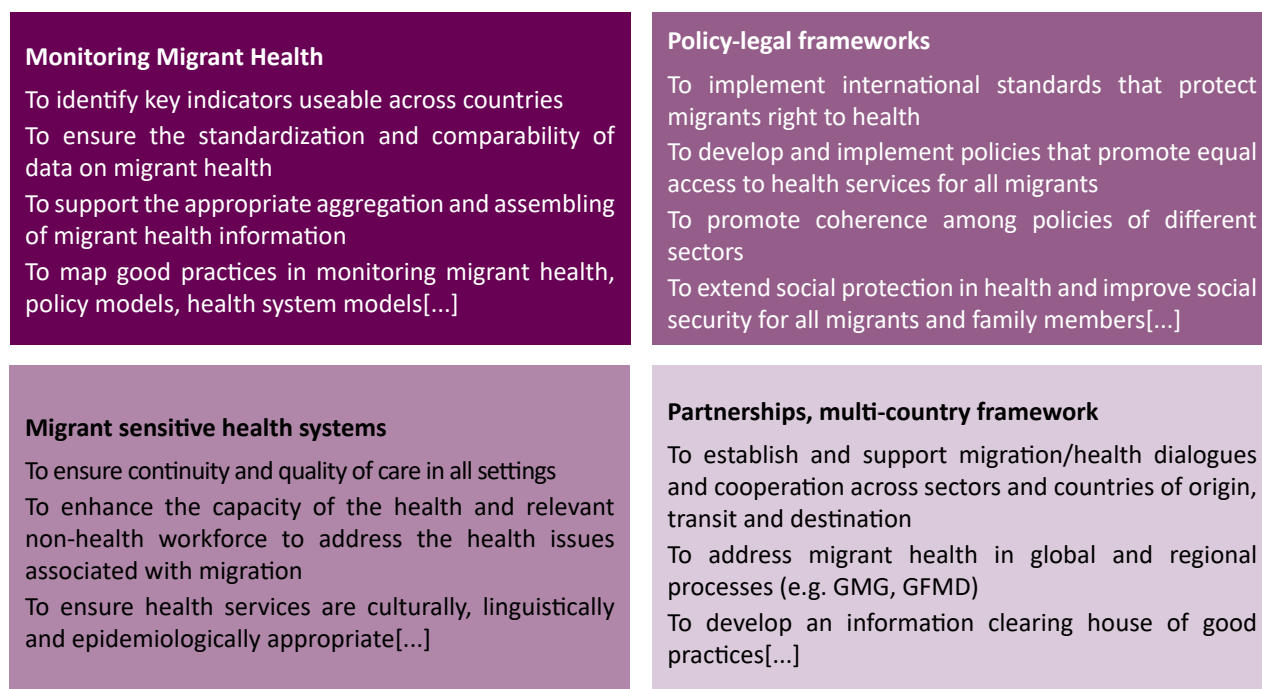 Monitoring Migrant Health
To identify key indicators useable across countries
To ensure the standardization and comparability of
data on migrant health
To support the appropriate aggregation and assembling
of migrant health information
To map good practices in monitoring migrant health,
policy models, health system models[...]
Policy-legal frameworks
To implement international standards that protect
migrants right to health
To develop and implement policies that promote equal
access to health services for all migrants
To promote coherence among policies of different
sectors
To extend social protection in health and improve social
security for all migrants and family members[...]
Migrant sensitive health systems
To ensure continuity and quality of care in all settings
To enhance the capacity of the health and relevant
non-health workforce to address the health issues
associated with migration
To ensure health services are culturally, linguistically
and epidemiologically appropriate[...]
Partnerships, multi-country framework
To establish and support migration/health dialogues
and cooperation across sectors and countries of origin,
transit and destination
To address migrant health in global and regional
processes (e.g. GMG, GFMD)
To develop an information clearing house of good
practices[...]